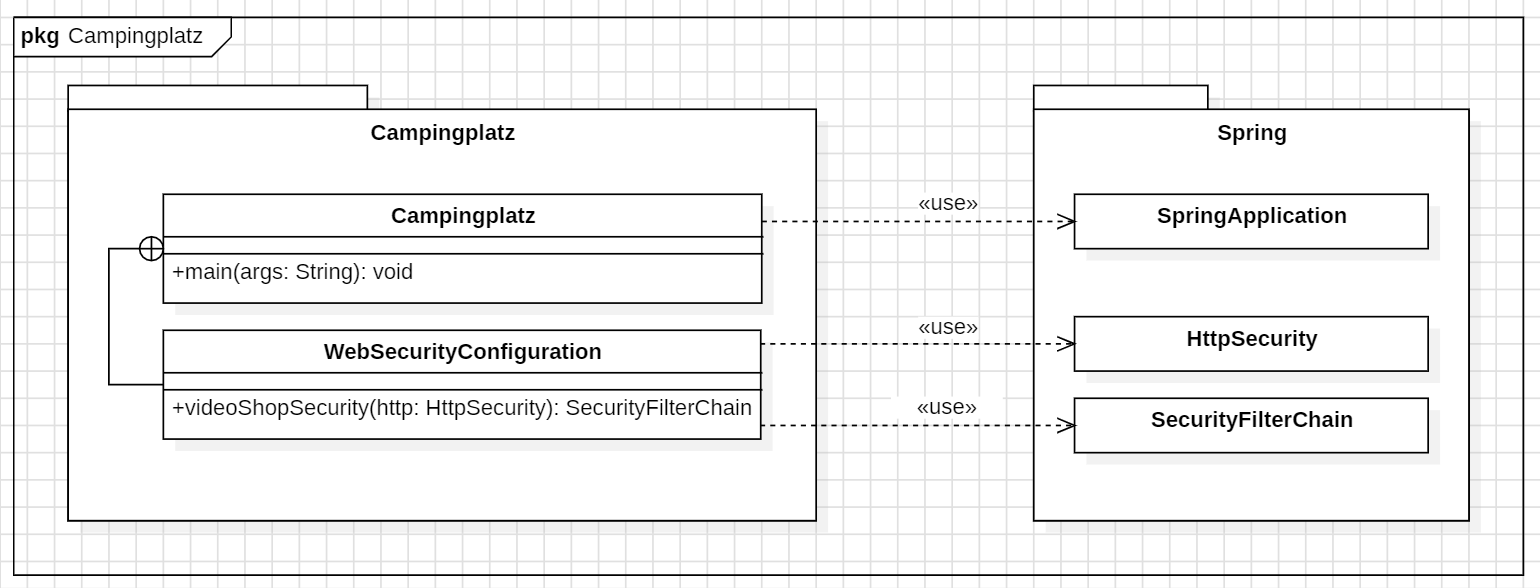 pkg Campingplatz
Campingplatz
Spring
Campingplatz
+main(args: String): void
«use»
SpringApplication
WebSecurityConfiguration
+videoShopSecurity(http: HttpSecurity): SecurityFilterChain
«use»
HttpSecurity
«use»
SecurityFilterChain